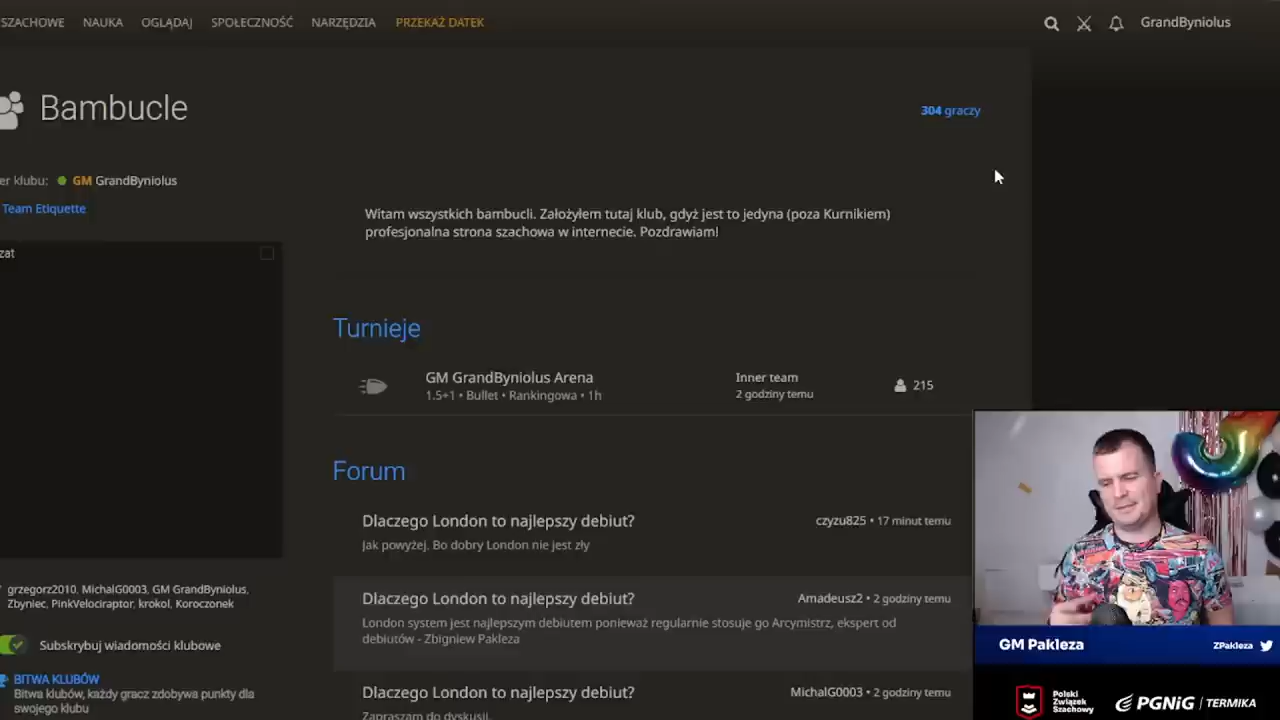 SZACHOWE NAUKA OGLĄDAJ SPOŁECZNOŚĆ NARZĘDZIA PRZEKAŻ DATEK GrandByniolus
Bambucle
304 graczy
er klubu: GM GrandByniolus
Team Etiquette
Witam wszystkich bambucli. Założyłem tutaj klub, gdyż jest to jedyna (poza Kurnikiem)
profesjonalna strona szachowa w internecie. Pozdrawiam!
zat
Turnieje
GM GrandByniolus Arena
1.5+1 • Bullet • Rankingowa • 1h
Inner team
2 godziny temu
215
Forum
Dlaczego London to najlepszy debiut?
czyzu825 • 17 minut temu
Jak powyżej. Bo dobry London nie jest zły
Dlaczego London to najlepszy debiut?
Amadeusz2 • 2 godziny temu
London system jest najlepszym debiutem ponieważ regularnie stosuje go Arcymistrz, ekspert od
debiutów - Zbigniew Pakleza
Dlaczego London to najlepszy debiut?
MichalG0003 • 2 godziny temu
Zapraszam do dyskusji.
grzegorz2010, MichalG0003, GM GrandByniolus,
Zbyniec, PinkVelociraptor, krokol, Koroczonek
Subskrybuj wiadomości klubowe
BITWA KLUBÓW
Bitwa klubów, każdy gracz zdobywa punkty dla
swojego klubu
GM Pakleza
ZPakleza
Polski
Związek
Szachowy
PGNiG / TERMIKA